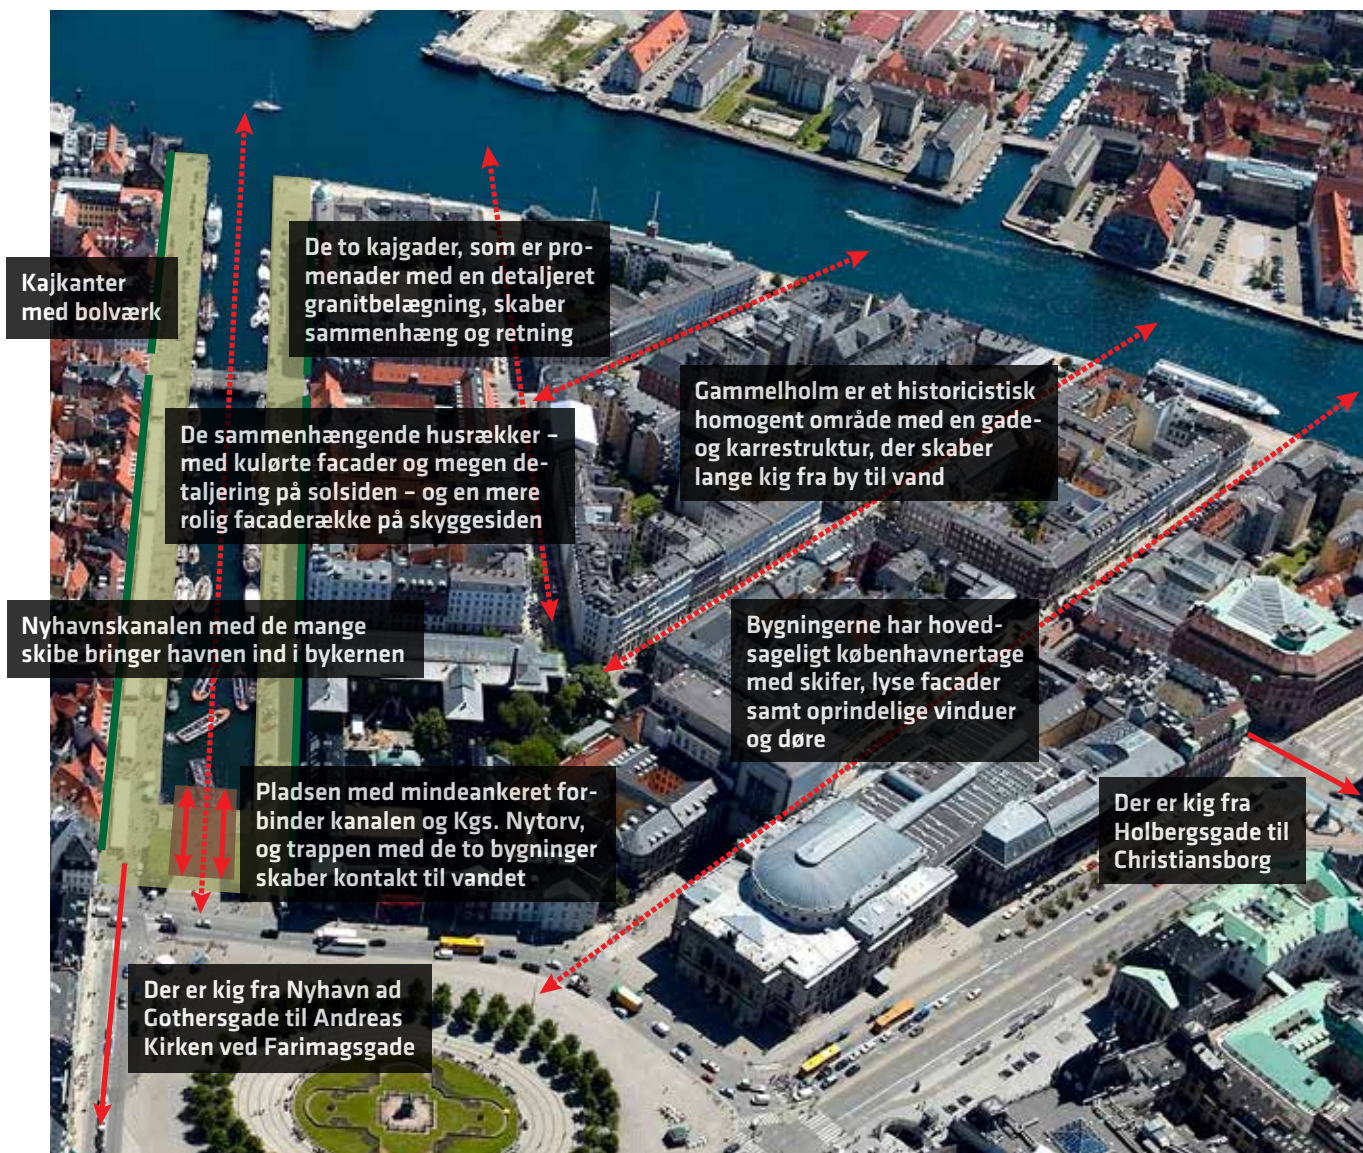 De to kajgader, som er pro-
menader med en detaljeret
granitbelægning, skaber
sammenhæng og retning
Kajkanter
med bolværk
Gammelholm er et historicistisk
homogent område med en gade-
og karrestruktur, der skaber
lange kig fra by til vand
De sammenhængende husrækker –
med kulørte facader og megen de-
taljering på solsiden – og en mere
rolig facaderække på skyggesiden
Nyhavnskanalen med de mange
skibe bringer havnen ind i bykernen
Bygningerne har hoved-
sageligt københavnertage
med skifer, lyse facader
samt oprindelige vinduer
og døre
Pladsen med mindeankeret for-
binder kanalen og Kgs. Nytorv,
og trappen med de to bygninger
skaber kontakt til vandet
Der er kig fra
Holbergsgade til
Christiansborg
Der er kig fra Nyhavn ad
Gothersgade til Andreas
Kirken ved Farimagsgade